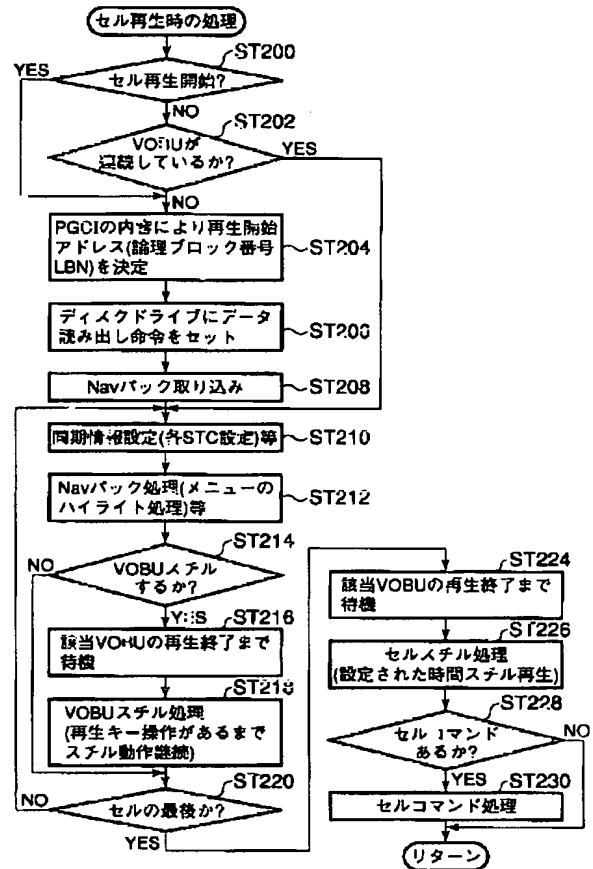 セル再生時の処理
ST200
YES
セル再生開始?
NO
ST202
VOBUが
連続しているか?
YES
NO
PGCIの内容により再生開始
アドレス(論理ブロック番号
LBN)を決定
ST204
ディスクドライブにデータ
読み出し命令をセット
ST206
Navパック取り込み
ST208
同期情報設定(各STC設定)等
ST210
Navパック処理(メニューの
ハイライト処理)等
ST212
ST214
NO
VOBUスチル
するか?
YES
ST216
該当VOBUの再生終了まで
待機
ST218
VOBUスチル処理
(再生キー操作があるまで
スチル動作継続)
ST220
NO
セルの最後か?
YES
ST224
該当VOBUの再生終了まで
待機
ST226
セルスチル処理
(設定された時間スチル再生)
ST228
セルコマンド
あるか?
NO
YES
ST230
セルコマンド処理
リターン